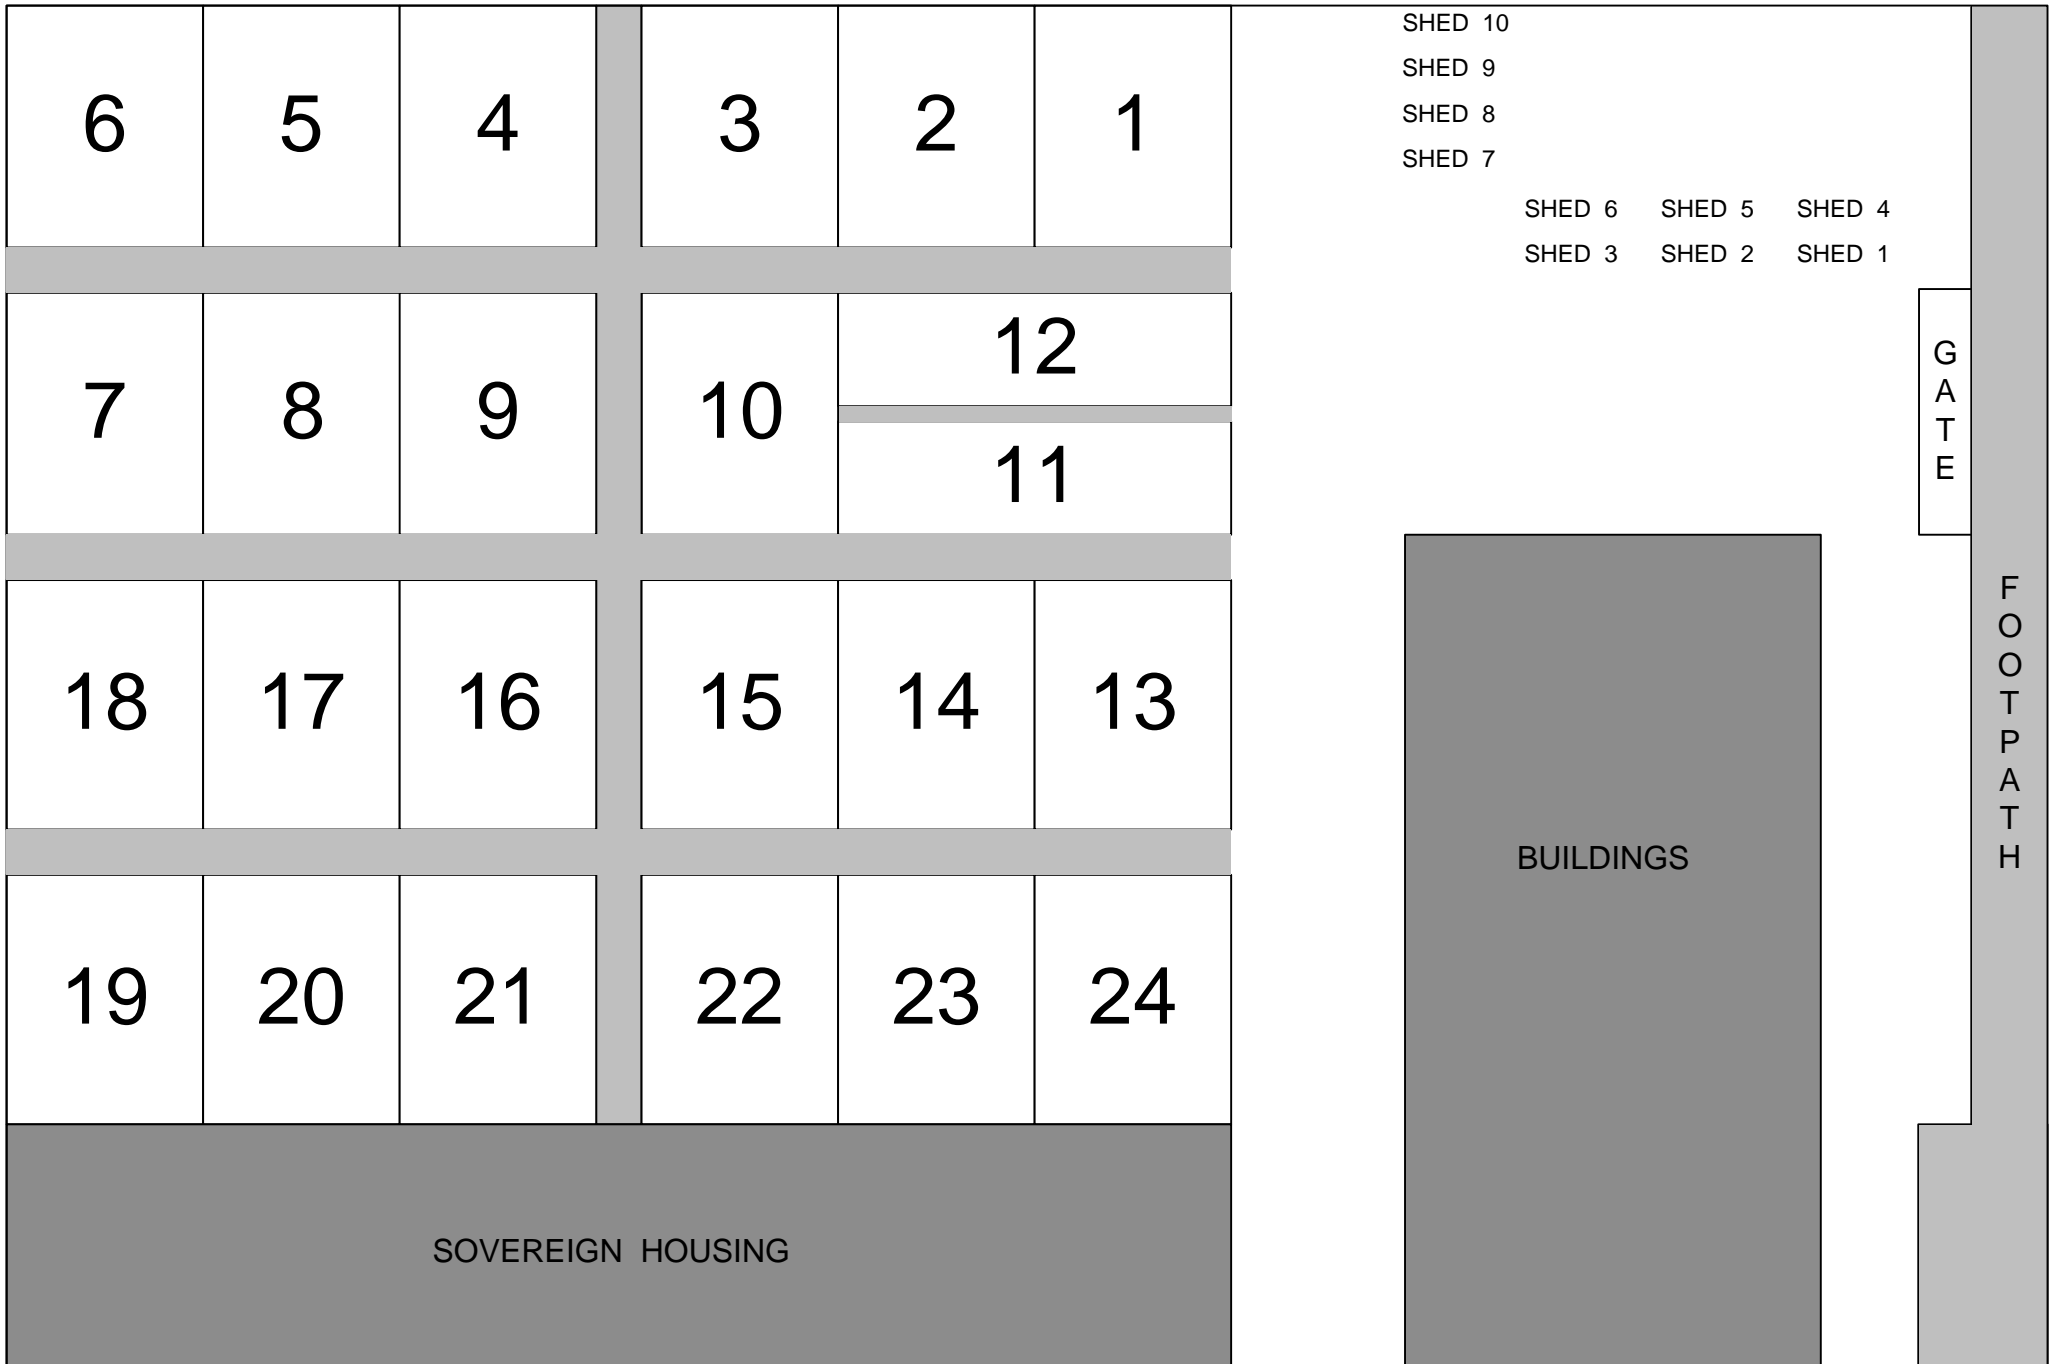 6 5 4 3 2 1
SHED 10
SHED 9
SHED 8
SHED 7
SHED 6 SHED 5 SHED 4
SHED 3 SHED 2 SHED 1
7 8 9 10
12
11
GATE
18 17 16 15 14 13
FOOTPATH
BUILDINGS
19 20 21 22 23 24
SOVEREIGN HOUSING